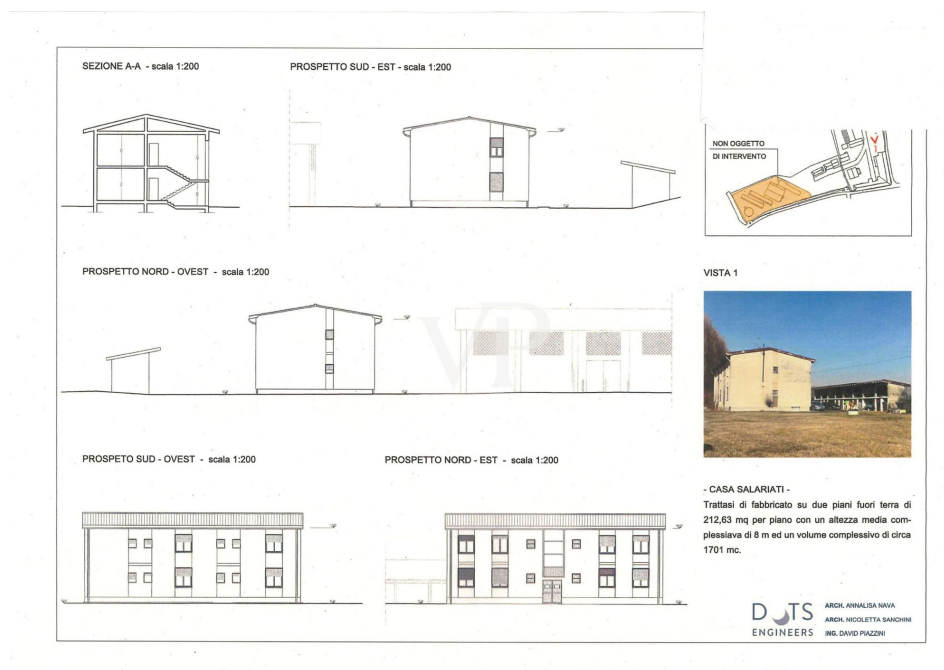 SEZIONE A-A - scala 1:200
PROSPETTO SUD - EST - scala 1:200
NON OGGETTO
DI INTERVENTO
V
PROSPETTO NORD - OVEST - scala 1:200
VISTA 1
VP
PROSPETO SUD - OVEST - scala 1:200
PROSPETTO NORD - EST - scala 1:200
- CASA SALARIATI -
Trattasi di fabbricato su due piani fuori terra di
212,63 mq per piano con un altezza media com-
plessiava di 8 m ed un volume complessivo di circa
1701 mc.
DOTS
ENGINEERS
ARCH. ANNALISA NAVA
ARCH. NICOLETTA SANCHINI
ING. DAVID PIAZZINI